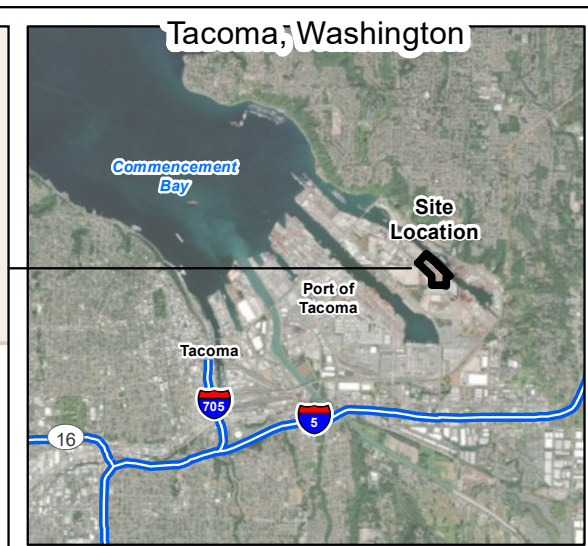 Tacoma, Washington
Commencement
Bay
Site
Location
Port of
Tacoma
Tacoma
705
5
16